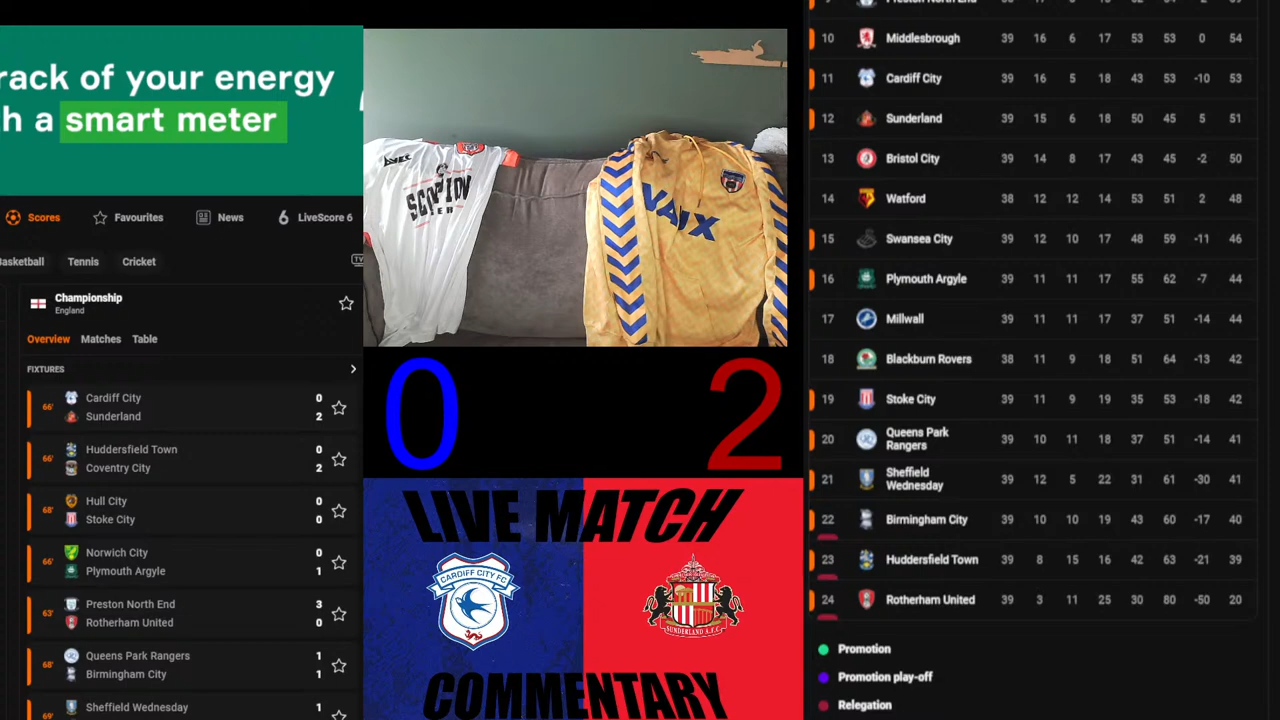 rack of your energy
h a smart meter
Scores
Favourites
News
6
LiveScore 6
Basketball
Tennis
Cricket
TV
Championship
England
Overview
Matches
Table
FIXTURES
66'
Cardiff City 0
Sunderland 2
66'
Huddersfield Town 0
Coventry City 2
68'
Hull City 0
Stoke City 0
66'
Norwich City 0
Plymouth Argyle 1
63'
Preston North End 3
Rotherham United 0
68'
Queens Park Rangers 1
Birmingham City 1
69'
Sheffield Wednesday 1
SCORPION
VAUX
0 2
LIVE MATCH
CARDIFF CITY FC
SUNDERLAND A.F.C
COMMENTARY
10 Middlesbrough 39 16 6 17 53 53 0 54
11 Cardiff City 39 16 5 18 43 53 -10 53
12 Sunderland 39 15 6 18 50 45 5 51
13 Bristol City 39 14 8 17 43 45 -2 50
14 Watford 38 12 12 14 53 51 2 48
15 Swansea City 39 12 10 17 48 59 -11 46
16 Plymouth Argyle 39 11 11 17 55 62 -7 44
17 Millwall 39 11 11 17 37 51 -14 44
18 Blackburn Rovers 38 11 9 18 51 64 -13 42
19 Stoke City 39 11 9 19 35 53 -18 42
20 Queens Park
Rangers 39 10 11 18 37 51 -14 41
21 Sheffield
Wednesday 39 12 5 22 31 61 -30 41
22 Birmingham City 39 10 10 19 43 60 -17 40
23 Huddersfield Town 39 8 15 16 42 63 -21 39
24 Rotherham United 39 3 11 25 30 80 -50 20
Promotion
Promotion play-off
Relegation